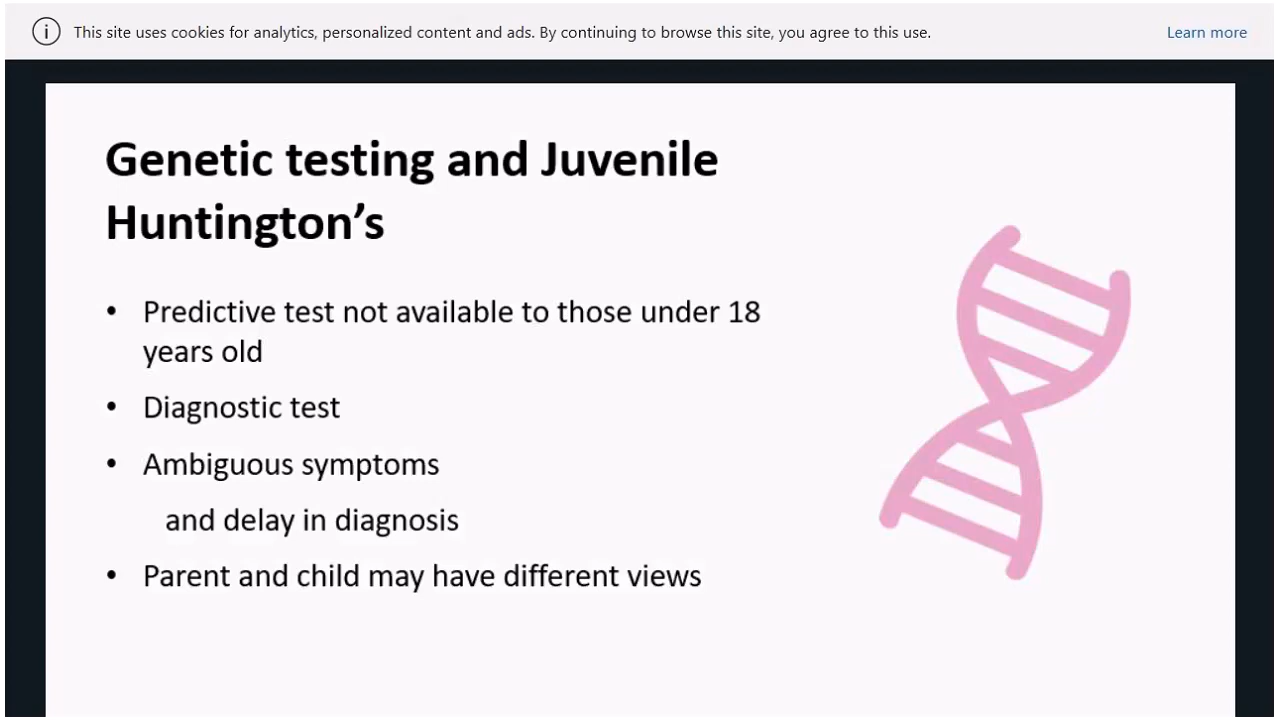 This site uses cookies for analytics, personalized content and ads. By continuing to browse this site, you agree to this use.
Learn more
Genetic testing and Juvenile
Huntington’s
• Predictive test not available to those under 18
years old
• Diagnostic test
• Ambiguous symptoms
and delay in diagnosis
• Parent and child may have different views